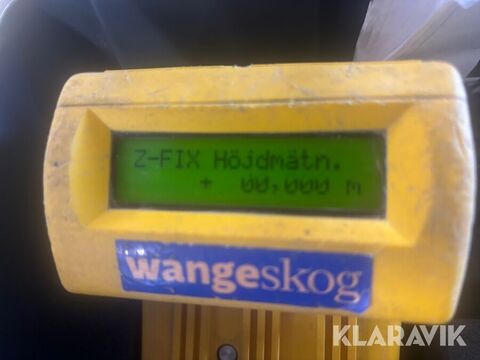 Z-FIX Höjdmätn.
+ 00,000 m
wangeskog
KLARAVIK